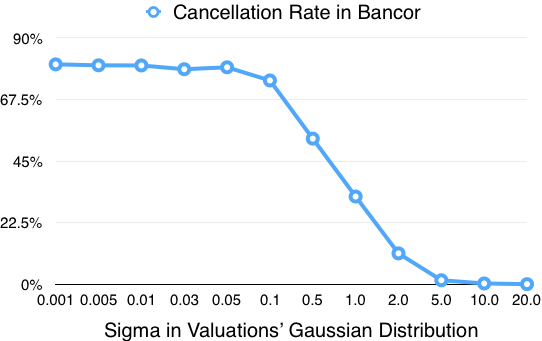 Cancellation Rate in Bancor
90%
67.5%
45%
22.5%
0%
0.001 0.005 0.01 0.03 0.05 0.1 0.5 1.0 2.0 5.0 10.0 20.0
Sigma in Valuations’ Gaussian Distribution